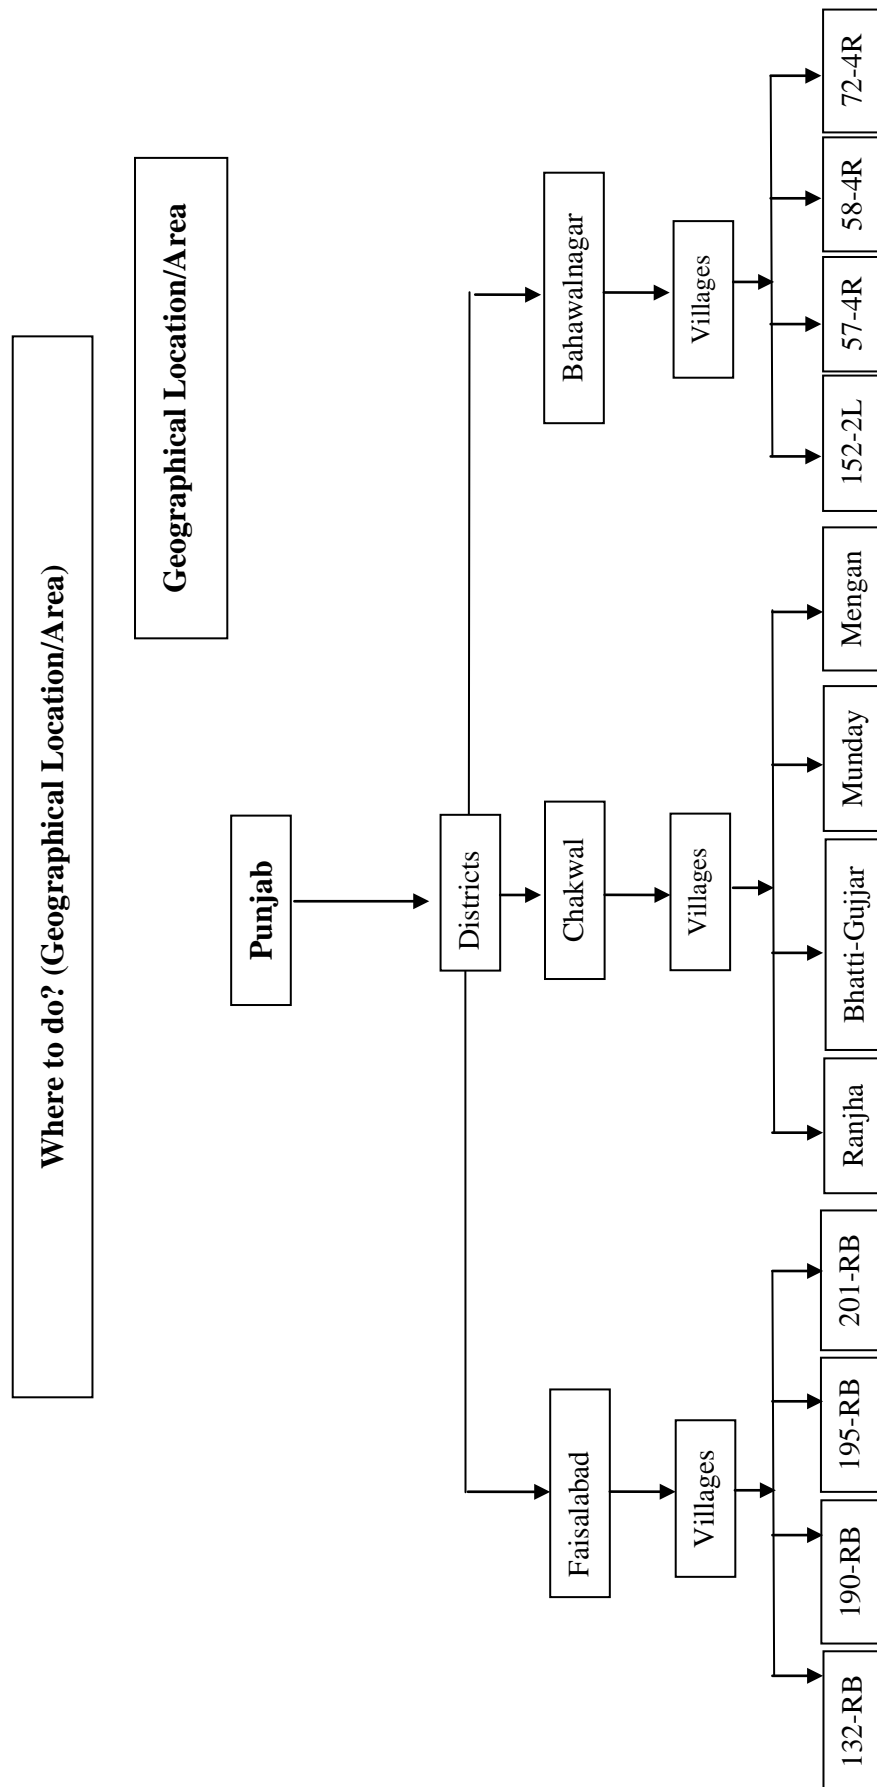 Where to do? (Geographical Location/Area)
Geographical Location/Area
Punjab
Districts
Faisalabad
Chakwal
Bahawalnagar
Villages
Villages
Villages
132-RB
190-RB
195-RB
201-RB
Ranjha
Bhatti-Gujjar
Munday
Mengan
152-2L
57-4R
58-4R
72-4R